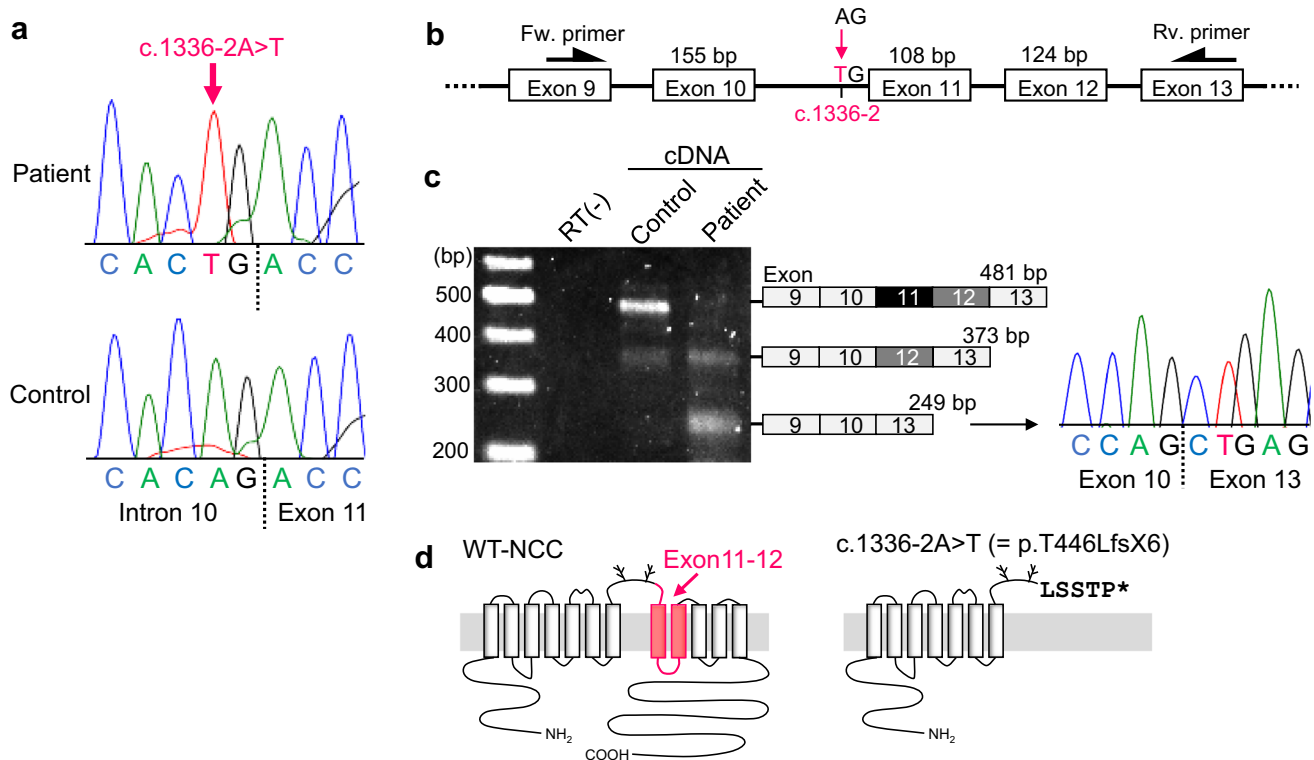 a
c.1336-2A>T
Patient
C A C T G A C C
Control
C A C A G A C C
Intron 10 Exon 11
b
AG
Fw. primer
Rv. primer
155 bp
TG
108 bp
124 bp
Exon 9
Exon 10
Exon 11
Exon 12
Exon 13
c.1336-2
c
cDNA
RT(-)
Control
Patient
(bp)
500
400
300
200
Exon
481 bp
9 10 11 12 13
373 bp
9 10 12 13
249 bp
9 10 13
C C A G C T G A G
Exon 10 Exon 13
d
WT-NCC
Exon11-12
NH2
COOH
c.1336-2A>T (= p.T446LfsX6)
LSSTP*
NH2